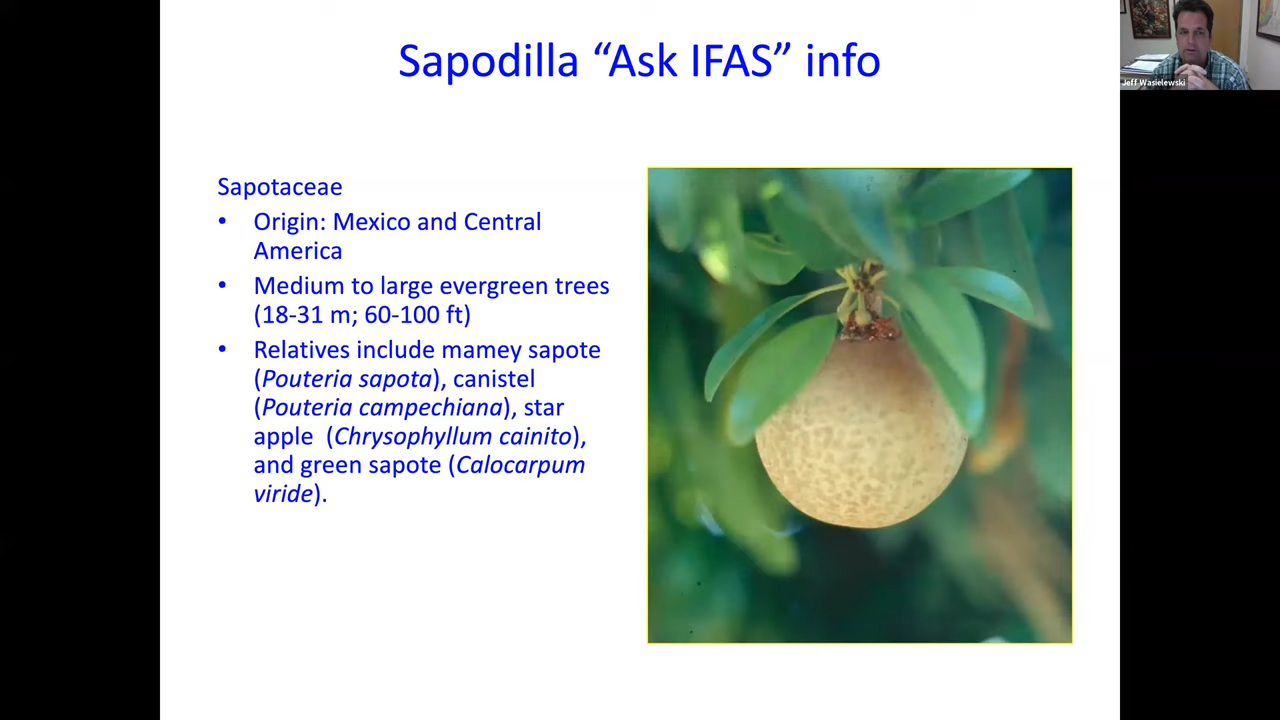 Sapodilla “Ask IFAS” info
Jeff Wasielewski
Sapotaceae
• Origin: Mexico and Central
America
• Medium to large evergreen trees
(18-31 m; 60-100 ft)
• Relatives include mamey sapote
(Pouteria sapota), canistel
(Pouteria campechiana), star
apple (Chrysophyllum cainito),
and green sapote (Calocarpum
viride).